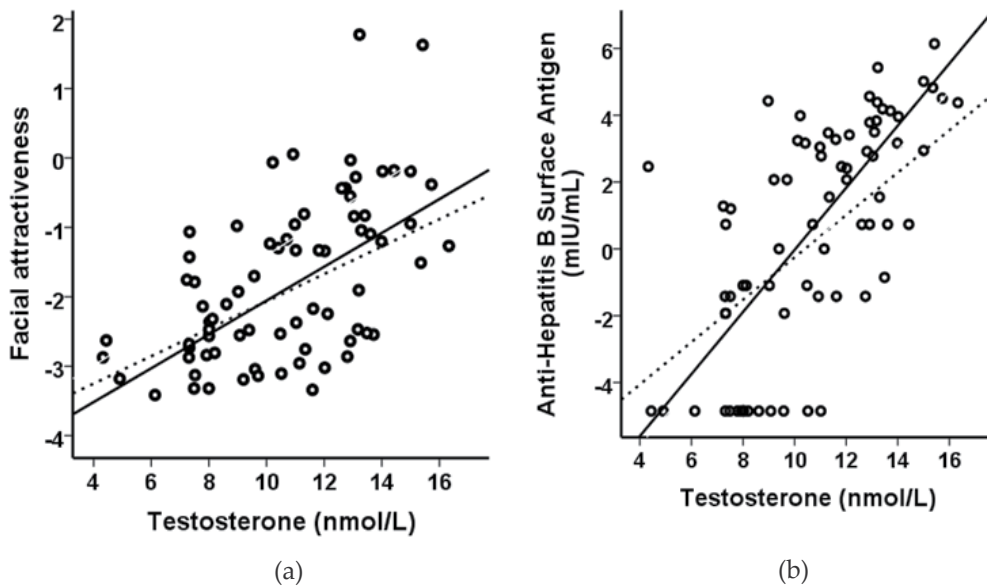 Facial attractiveness
2
1
0
-1
-2
-3
-4
4 6 8 10 12 14 16
Testosterone (nmol/L)
(a)
Anti-Hepatitis B Surface Antigen
(mIU/mL)
6
4
2
0
-2
-4
4 6 8 10 12 14 16
Testosterone (nmol/L)
(b)